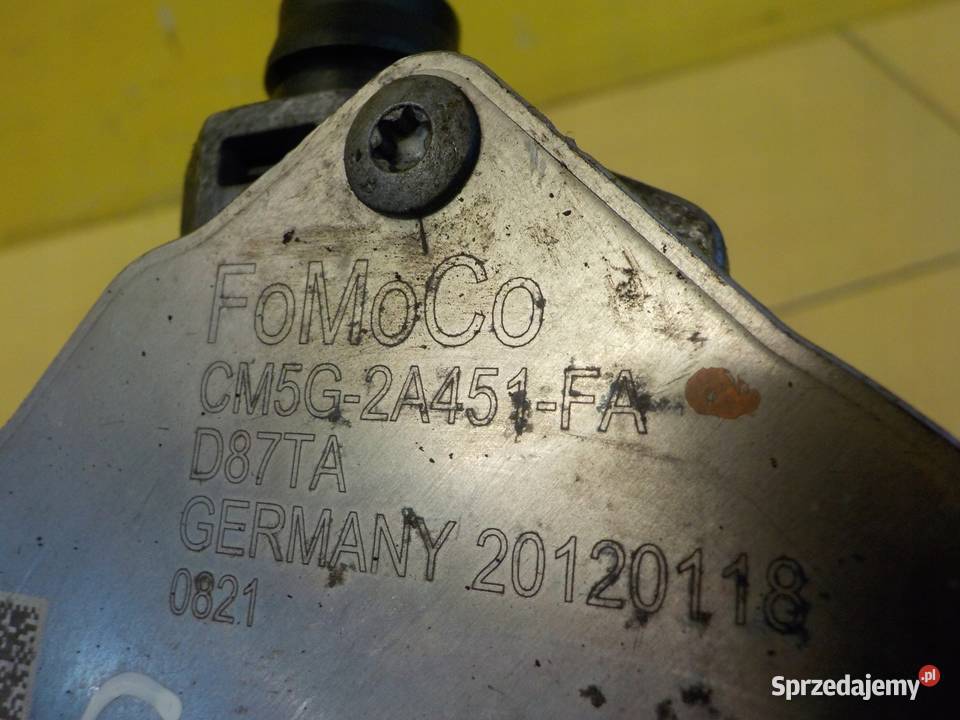 FoMoCo
CM5G-2A451-FA
D87TA
GERMANY 20120118
0821
Sprzedajemy.pl